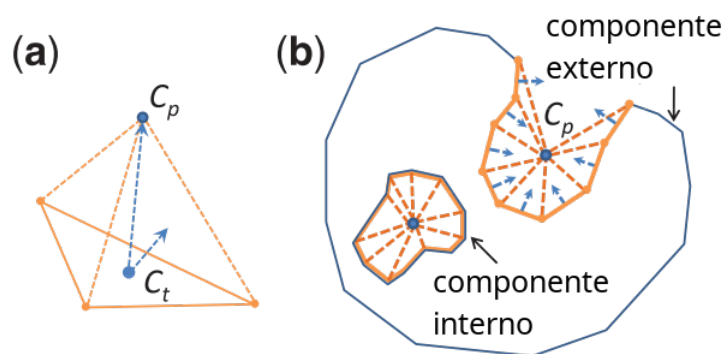 (a)
C_p
C_t
(b)
componente
externo
C_p
componente
interno